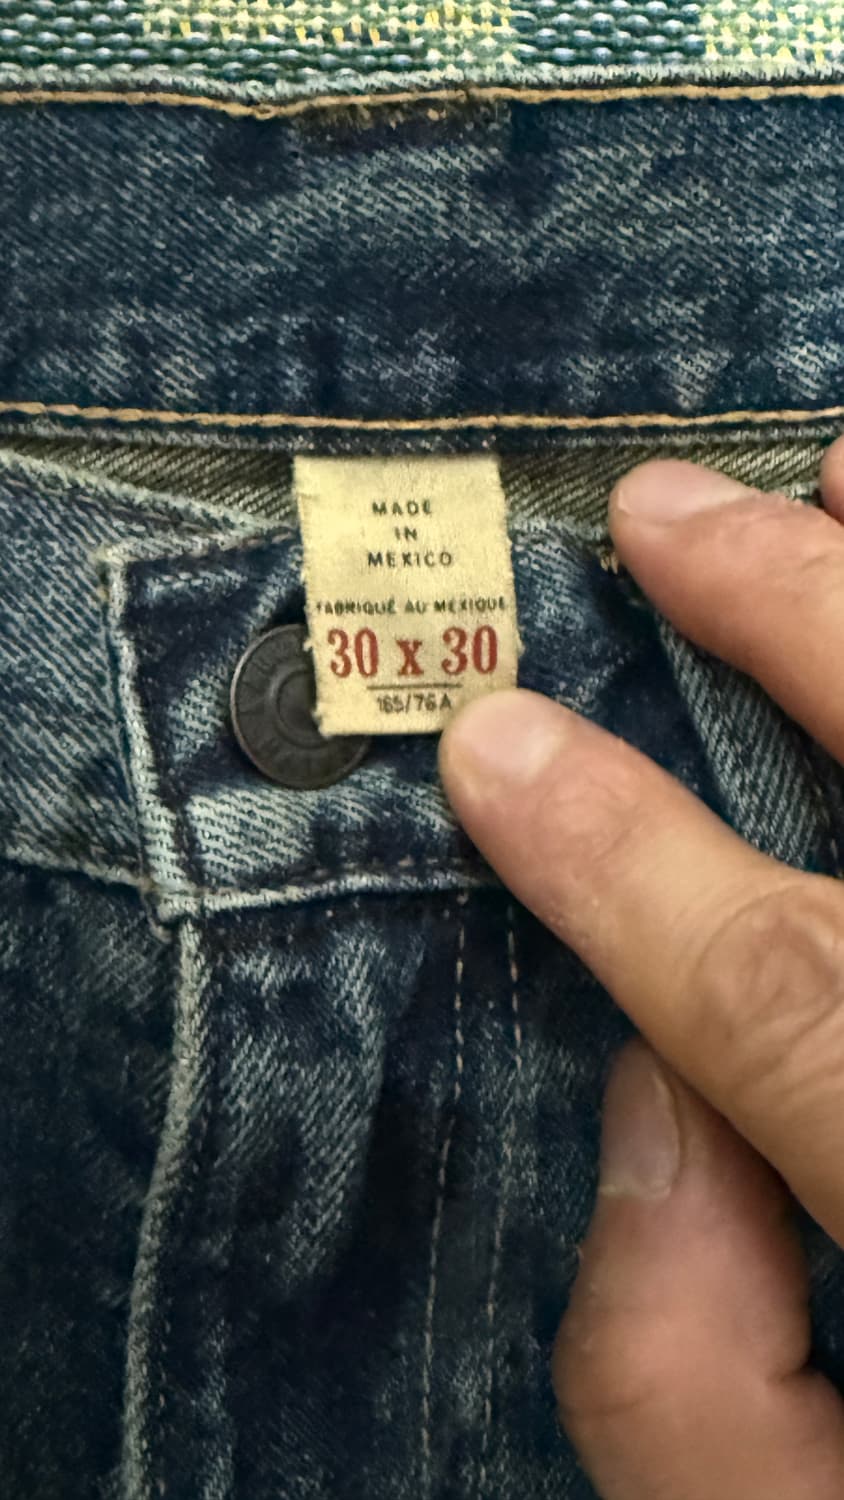 MADE
IN
MEXICO
FABRIQUÉ AU MEXIQUE
30 x 30
165/76A